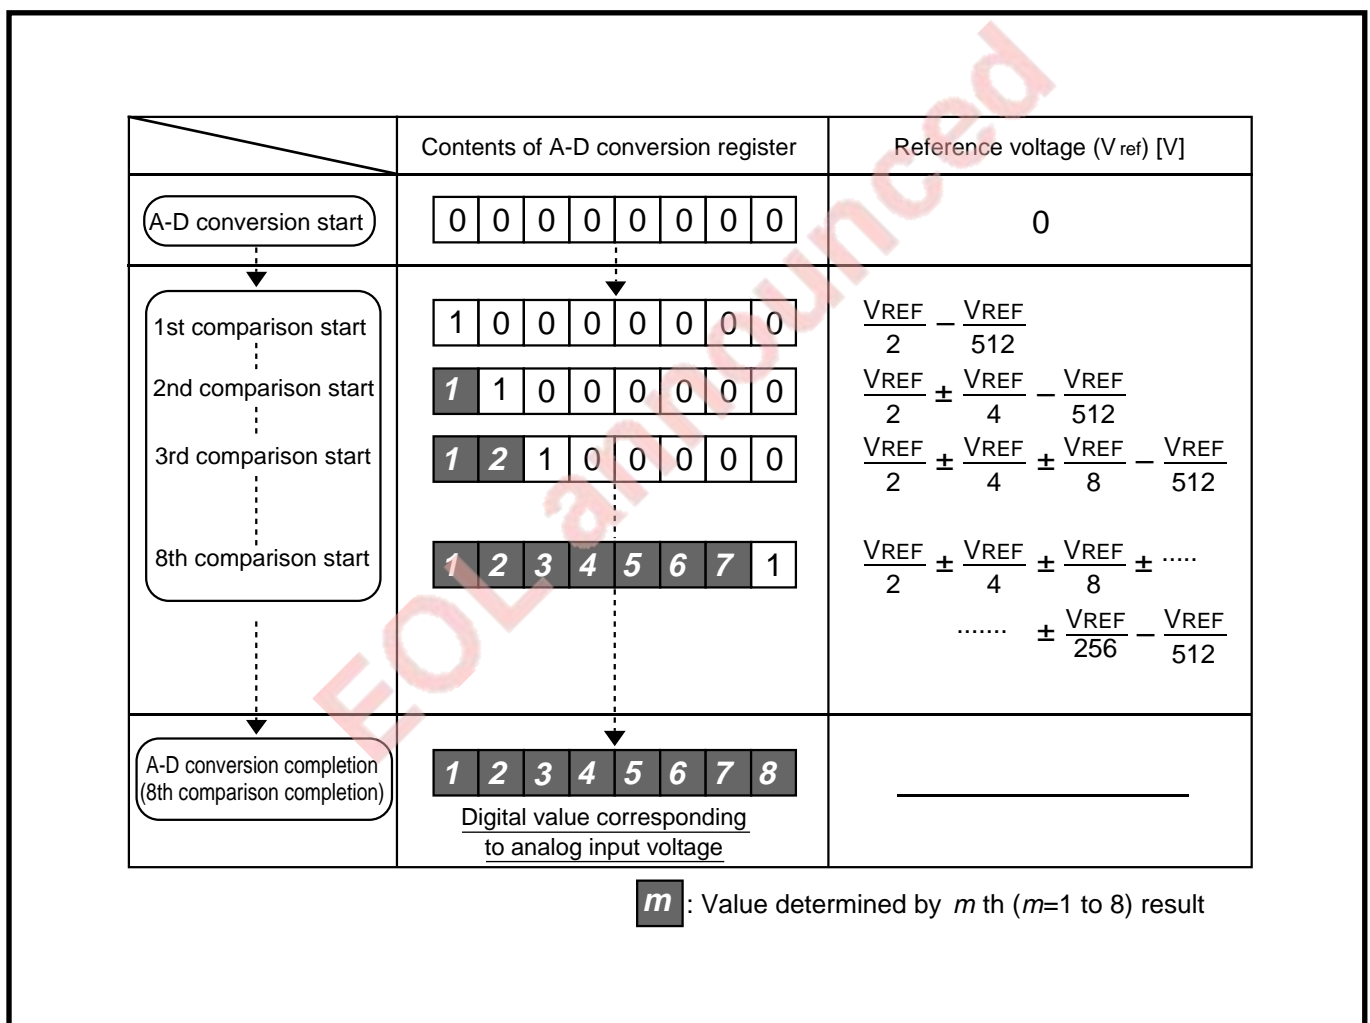 Contents of A-D conversion register
Reference voltage (Vref) [V]
A-D conversion start
0 0 0 0 0 0 0 0
0
1st comparison start
1 0 0 0 0 0 0 0
VREF/2 − VREF/512
2nd comparison start
1 1 0 0 0 0 0 0
VREF/2 ± VREF/4 − VREF/512
3rd comparison start
1 2 1 0 0 0 0 0
VREF/2 ± VREF/4 ± VREF/8 − VREF/512
8th comparison start
1 2 3 4 5 6 7 1
VREF/2 ± VREF/4 ± VREF/8 ± .....
....... ± VREF/256 − VREF/512
A-D conversion completion
(8th comparison completion)
1 2 3 4 5 6 7 8
Digital value corresponding
to analog input voltage
m : Value determined by m th (m=1 to 8) result
EOL announced